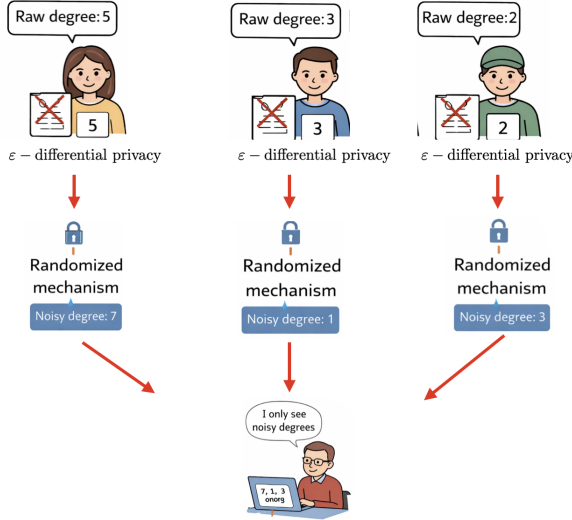 Raw degree:5
Raw degree:3
Raw degree:2
5
3
2
ε − differential privacy
ε − differential privacy
ε − differential privacy
Randomized
mechanism
Noisy degree: 7
Randomized
mechanism
Noisy degree: 1
Randomized
mechanism
Noisy degree: 3
I only see
noisy degrees
7, 1, 3
onorg